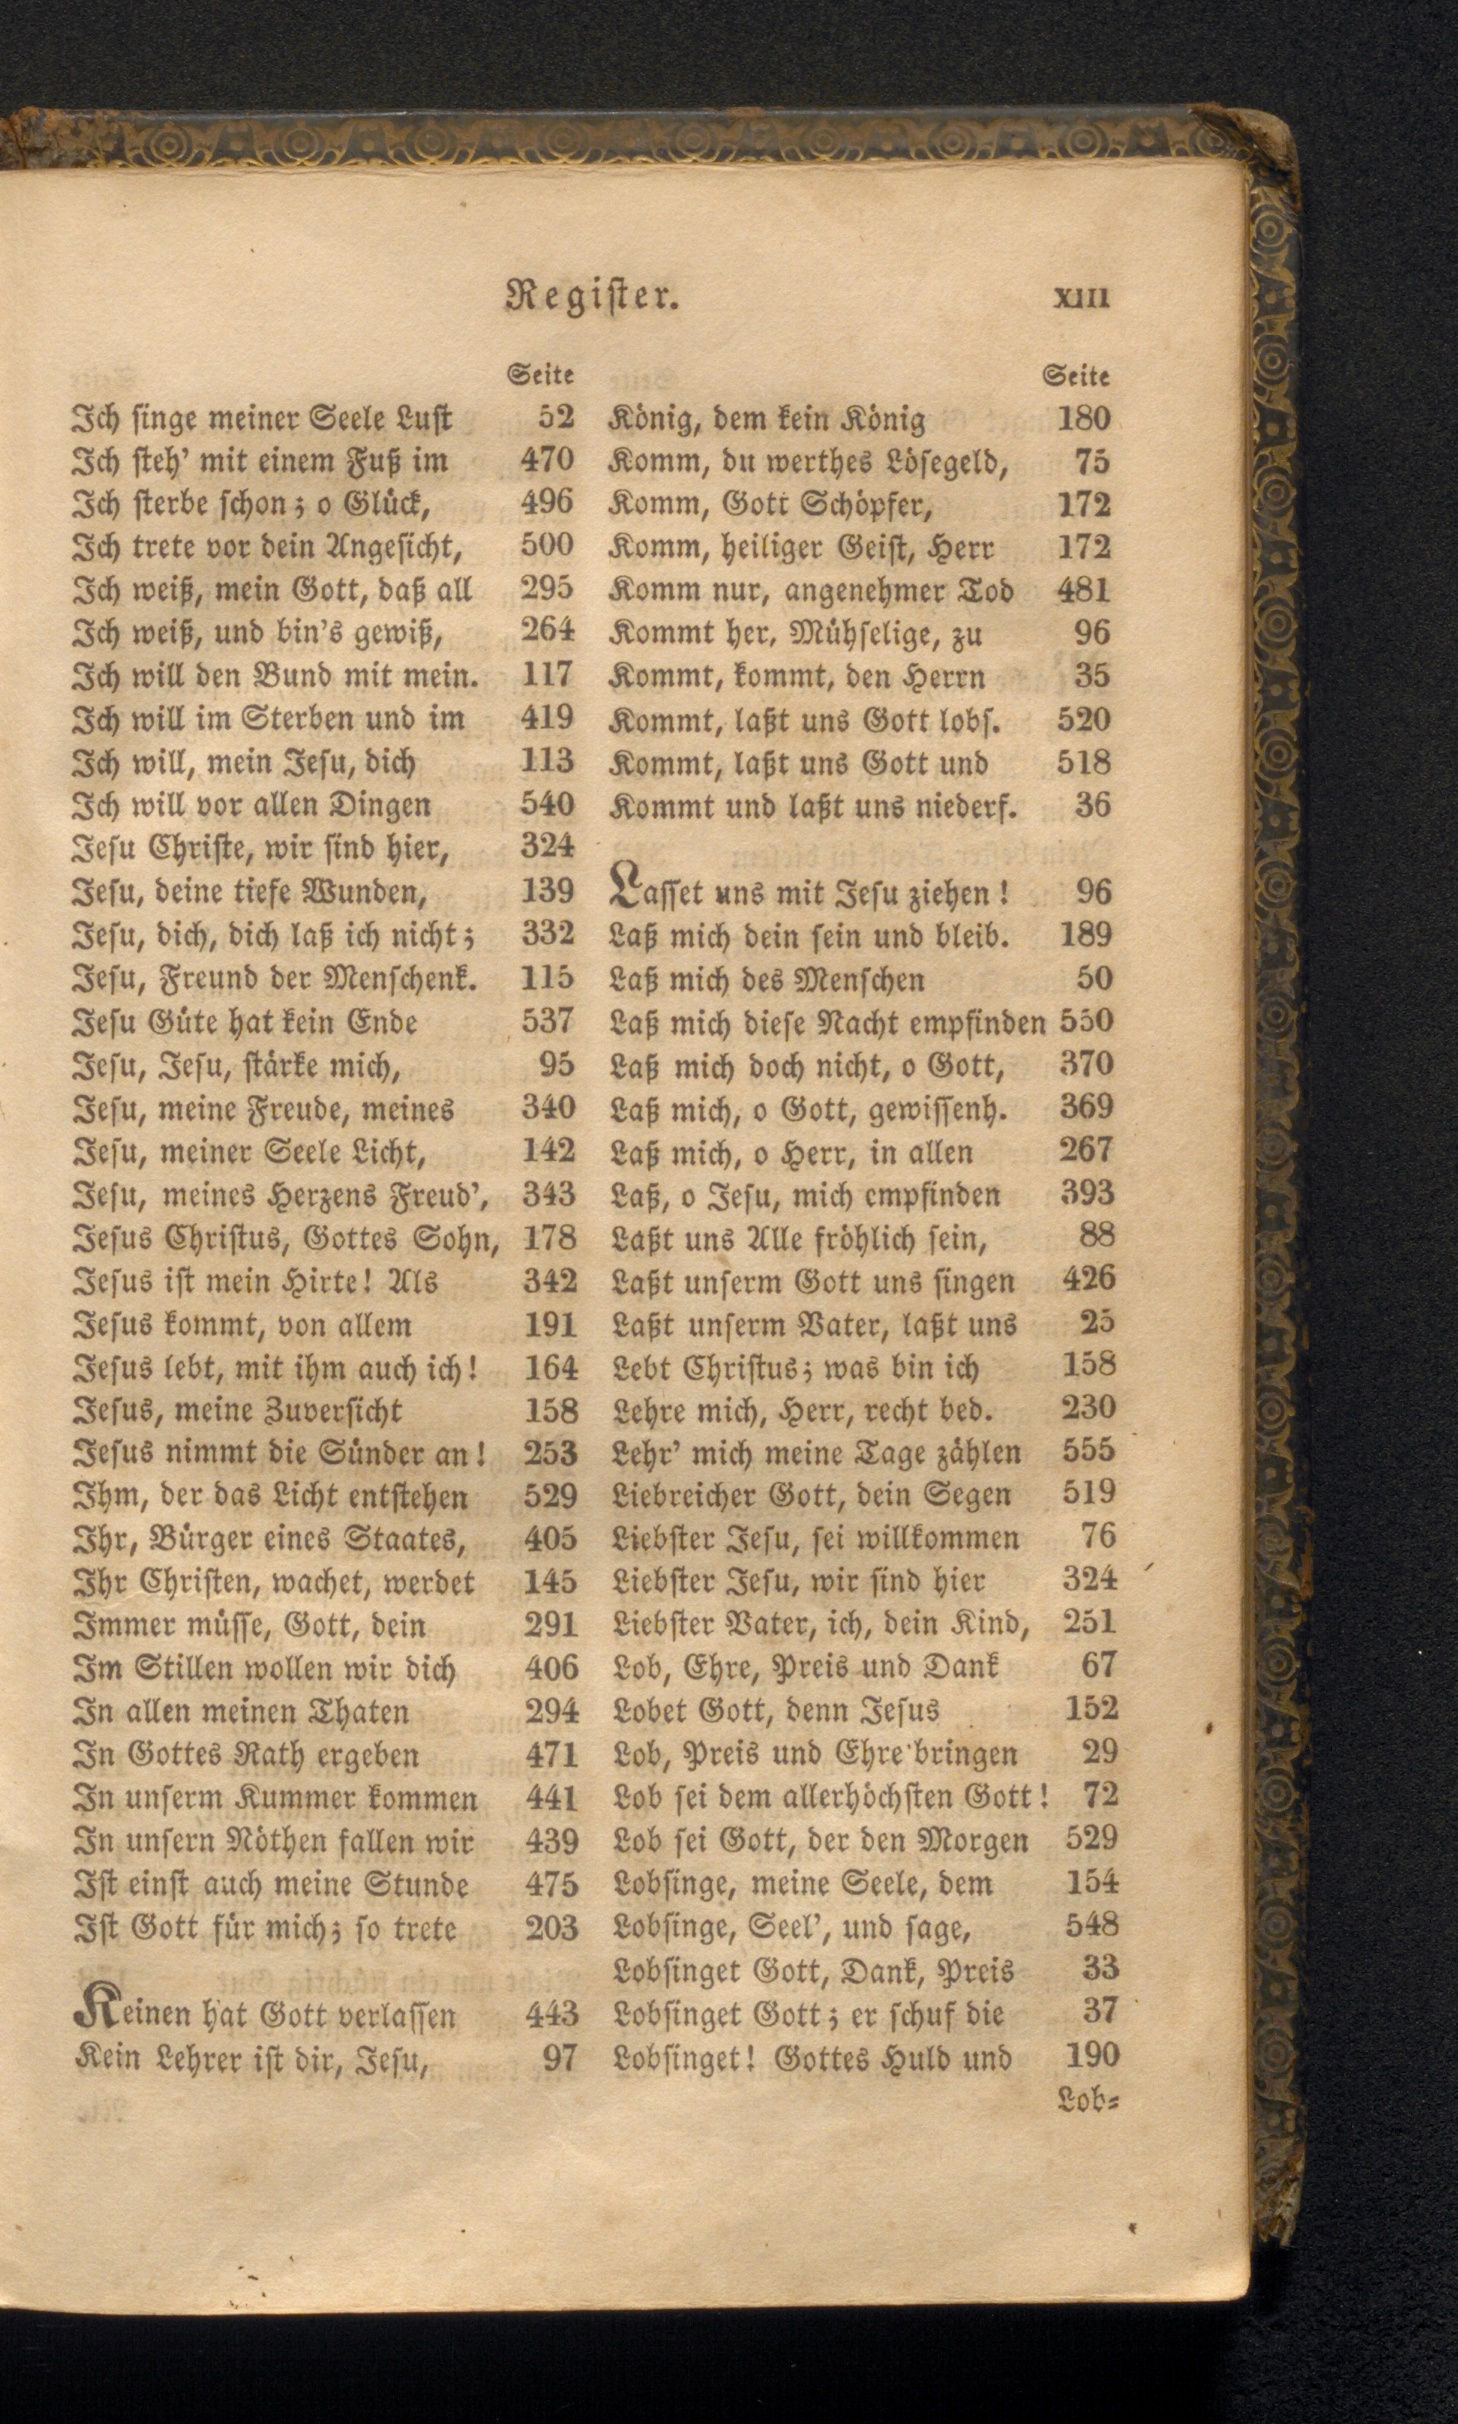 Register. XIII
Seite
Ich singe meiner Seele Lust 52
Ich steh' mit einem Fuß im 470
Ich sterbe schon; o Glück, 496
Ich trete vor dein Angesicht, 500
Ich weiß, mein Gott, daß all 295
Ich weiß, und bin's gewiß, 264
Ich will den Bund mit mein. 117
Ich will im Sterben und im 419
Ich will, mein Jesu, dich 113
Ich will vor allen Dingen 540
Jesu Christe, wir sind hier, 324
Jesu, deine tiefe Wunden, 139
Jesu, dich, dich laß ich nicht; 332
Jesu, Freund der Menschenk. 115
Jesu Güte hat kein Ende 537
Jesu, Jesu, stärke mich, 95
Jesu, meine Freude, meines 340
Jesu, meiner Seele Licht, 142
Jesu, meines Herzens Freud', 343
Jesus Christus, Gottes Sohn, 178
Jesus ist mein Hirte! Als 342
Jesus kommt, von allem 191
Jesus lebt, mit ihm auch ich! 164
Jesus, meine Zuversicht 158
Jesus nimmt die Sünder an! 253
Ihm, der das Licht entstehen 529
Ihr, Bürger eines Staates, 405
Ihr Christen, wachet, werdet 145
Immer müsse, Gott, dein 291
Im Stillen wollen wir dich 406
In allen meinen Thaten 294
In Gottes Rath ergeben 471
In unserm Kummer kommen 441
In unsern Nöthen fallen wir 439
Ist einst auch meine Stunde 475
Ist Gott für mich; so trete 203
Keinen hat Gott verlassen 443
Kein Lehrer ist dir, Jesu, 97
Seite
König, dem kein König 180
Komm, du werthes Lösegeld, 75
Komm, Gott Schöpfer, 172
Komm, heiliger Geist, Herr 172
Komm nur, angenehmer Tod 481
Kommt her, Mühselige, zu 96
Kommt, kommt, den Herrn 35
Kommt, laßt uns Gott lobs. 520
Kommt, laßt uns Gott und 518
Kommt und laßt uns niederf. 36
Lasset uns mit Jesu ziehen! 96
Laß mich dein sein und bleib. 189
Laß mich des Menschen 50
Laß mich diese Nacht empfinden 550
Laß mich doch nicht, o Gott, 370
Laß mich, o Gott, gewissenh. 369
Laß mich, o Herr, in allen 267
Laß, o Jesu, mich empfinden 393
Laßt uns Alle fröhlich sein, 88
Laßt unserm Gott uns singen 426
Laßt unserm Vater, laßt uns 25
Lebt Christus; was bin ich 158
Lehre mich, Herr, recht bed. 230
Lehr' mich meine Tage zählen 555
Liebreicher Gott, dein Segen 519
Liebster Jesu, sei willkommen 76
Liebster Jesu, wir sind hier 324
Liebster Vater, ich, dein Kind, 251
Lob, Ehre, Preis und Dank 67
Lobet Gott, denn Jesus 152
Lob, Preis und Ehre bringen 29
Lob sei dem allerhöchsten Gott! 72
Lob sei Gott, der den Morgen 529
Lobsinge, meine Seele, dem 154
Lobsinge, Seel', und sage, 548
Lobsinget Gott, Dank, Preis 33
Lobsinget Gott; er schuf die 37
Lobsinget! Gottes Huld und 190
Lob⸗